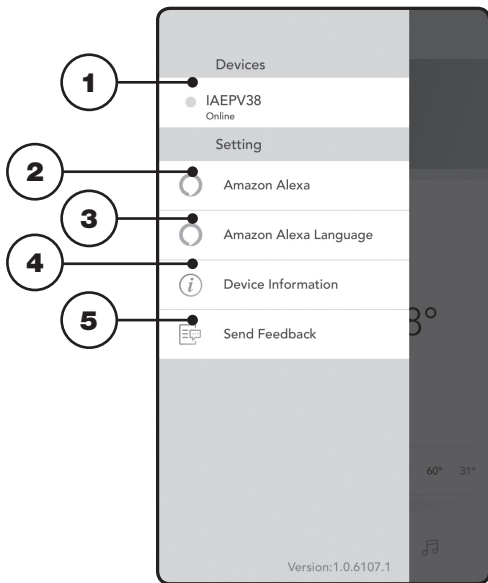 Devices
1
IAEPV38
Online
Setting
2
Amazon Alexa
3
Amazon Alexa Language
4
Device Information
5
Send Feedback
8°
60° 31°
Version:1.0.6107.1